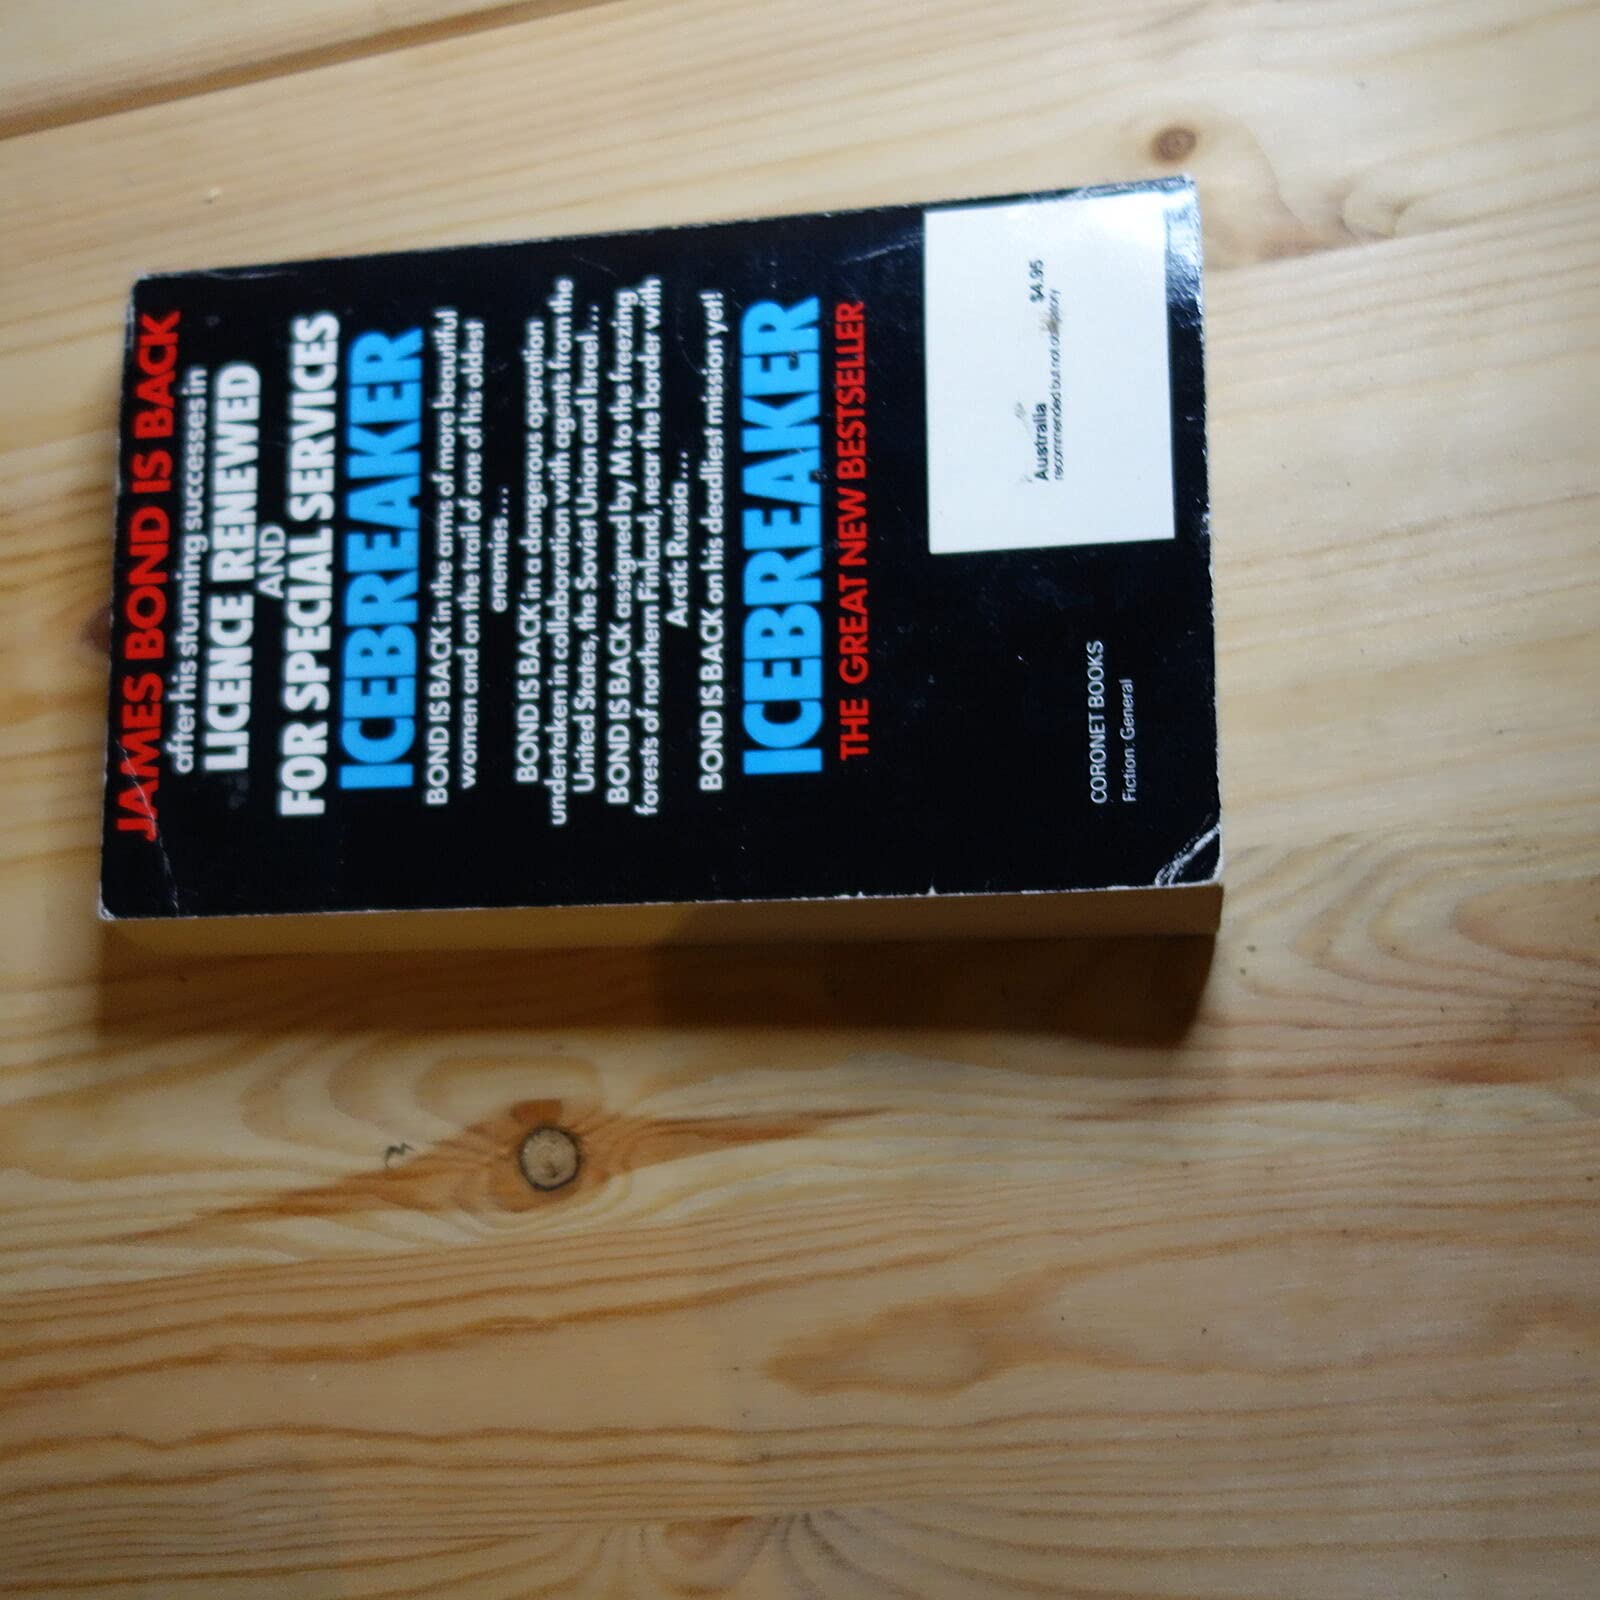 JAMES BOND IS BACK
after his stunning successes in
LICENCE RENEWED
AND
FOR SPECIAL SERVICES
ICEBREAKER
BOND IS BACK in the arms of more beautiful
women and on the trail of one of his oldest
enemies...
BOND IS BACK in a dangerous operation
undertaken in collaboration with agents from the
United States, the Soviet Union and Israel...
BOND IS BACK assigned by M to the freezing
forests of northern Finland, near the border with
Arctic Russia...
BOND IS BACK on his deadliest mission yet!
ICEBREAKER
THE GREAT NEW BESTSELLER
CORONET BOOKS
Fiction: General
Australia $4.95
recommended but not obligatory